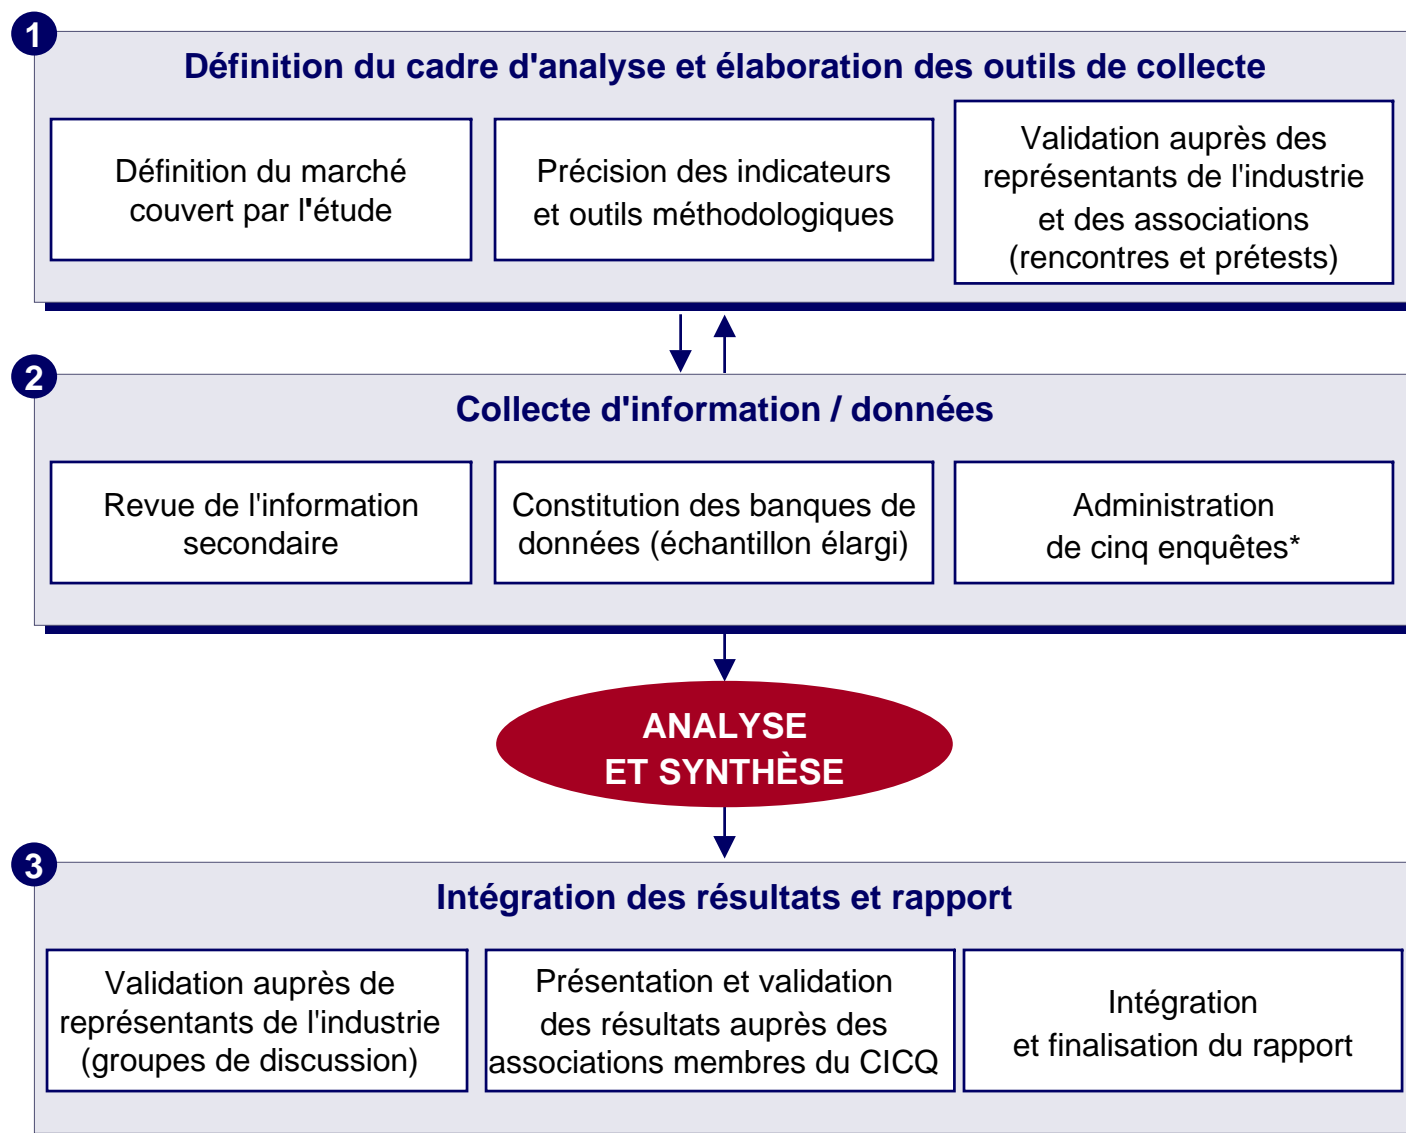 1
Définition du cadre d'analyse et élaboration des outils de collecte
Définition du marché
couvert par l'étude
Précision des indicateurs
et outils méthodologiques
Validation auprès des
représentants de l'industrie
et des associations
(rencontres et prétests)
2
Collecte d'information / données
Revue de l'information
secondaire
Constitution des banques de
données (échantillon élargi)
Administration
de cinq enquêtes*
ANALYSE
ET SYNTHÈSE
3
Intégration des résultats et rapport
Validation auprès de
représentants de l'industrie
(groupes de discussion)
Présentation et validation
des résultats auprès des
associations membres du CICQ
Intégration
et finalisation du rapport